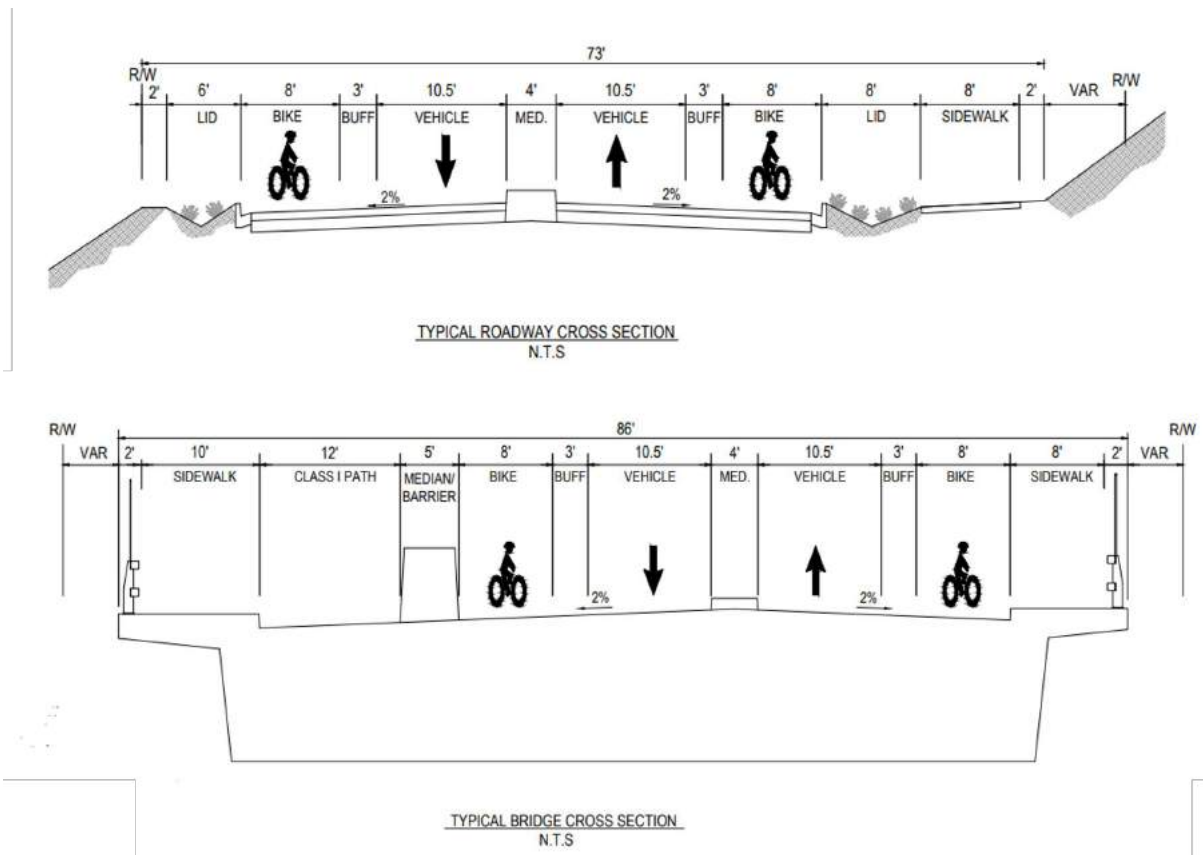 73'
R/W
R/W
2' 6' 8' 3' 10.5' 4' 10.5' 3' 8' 8' 8' 2' VAR
LID BIKE BUFF VEHICLE MED. VEHICLE BUFF BIKE LID SIDEWALK
2% 2%
TYPICAL ROADWAY CROSS SECTION
N.T.S
R/W 86' R/W
VAR 2' 10' 12' 5' 8' 3' 10.5' 4' 10.5' 3' 8' 8' 2' VAR
SIDEWALK CLASS I PATH MEDIAN/ BIKE BUFF VEHICLE MED. VEHICLE BUFF BIKE SIDEWALK
BARRIER
2% 2%
TYPICAL BRIDGE CROSS SECTION
N.T.S